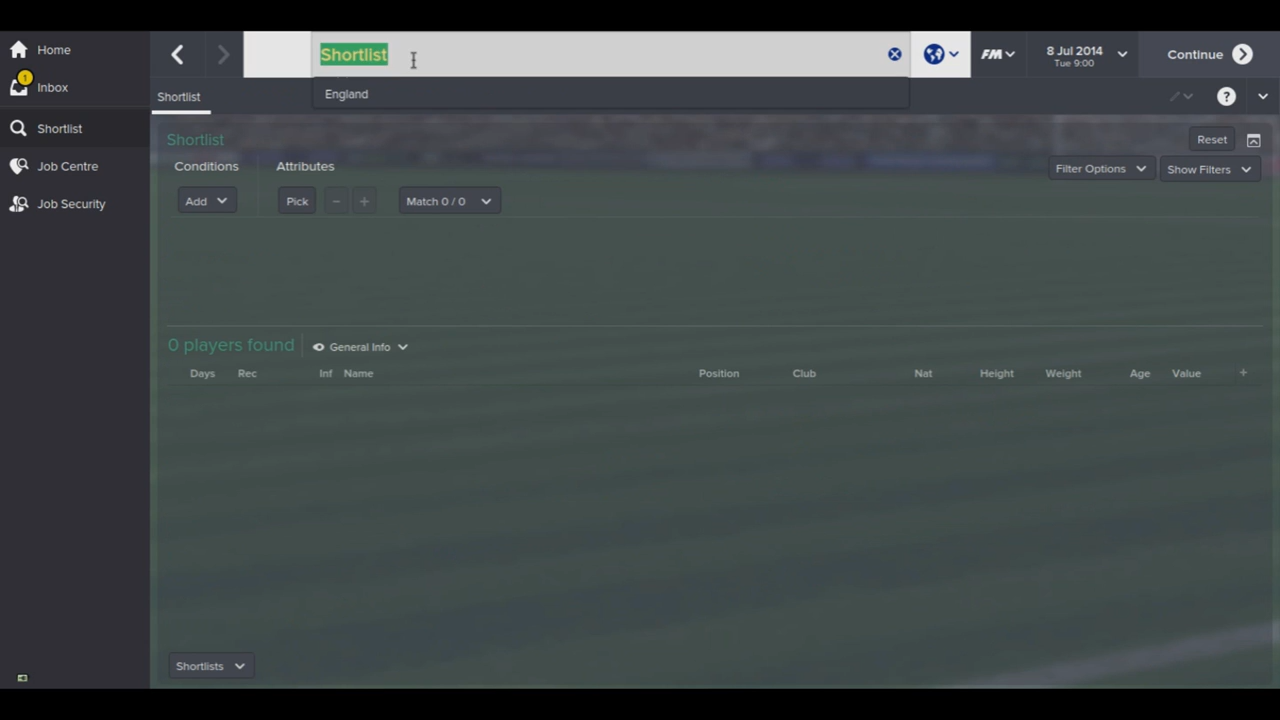 Home
1
Inbox
Shortlist
Job Centre
Job Security
Shortlist
England
FM
8 Jul 2014
Tue 9:00
Continue
Shortlist
?
Shortlist
Reset
Conditions
Attributes
Filter Options
Show Filters
Add
Pick
- +
Match 0 / 0
0 players found
General Info
Days Rec Inf Name Position Club Nat Height Weight Age Value +
Shortlists